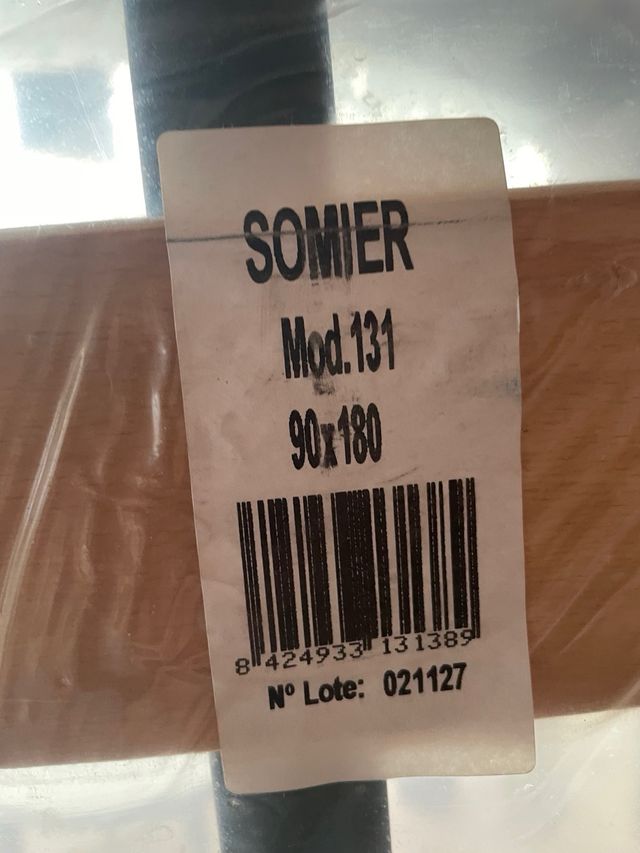 SOMIER
Mod.131
90x180
8 424933 131389
Nº Lote: 021127